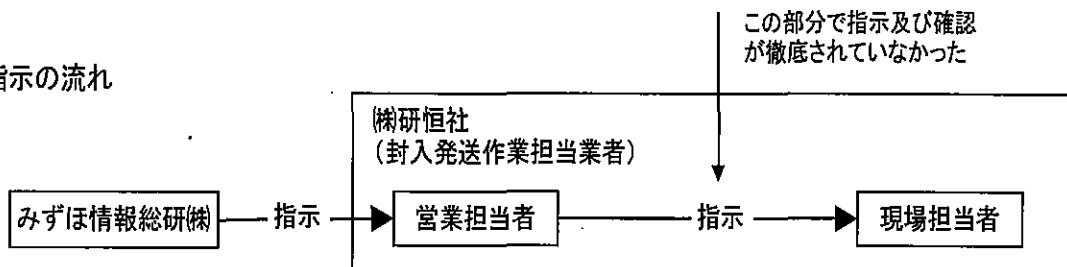 この部分で指示及び確認
が徹底されていなかった
指示の流れ
㈱研恒社
（封入発送作業担当業者）
みずほ情報総研㈱
指示
営業担当者
指示
現場担当者